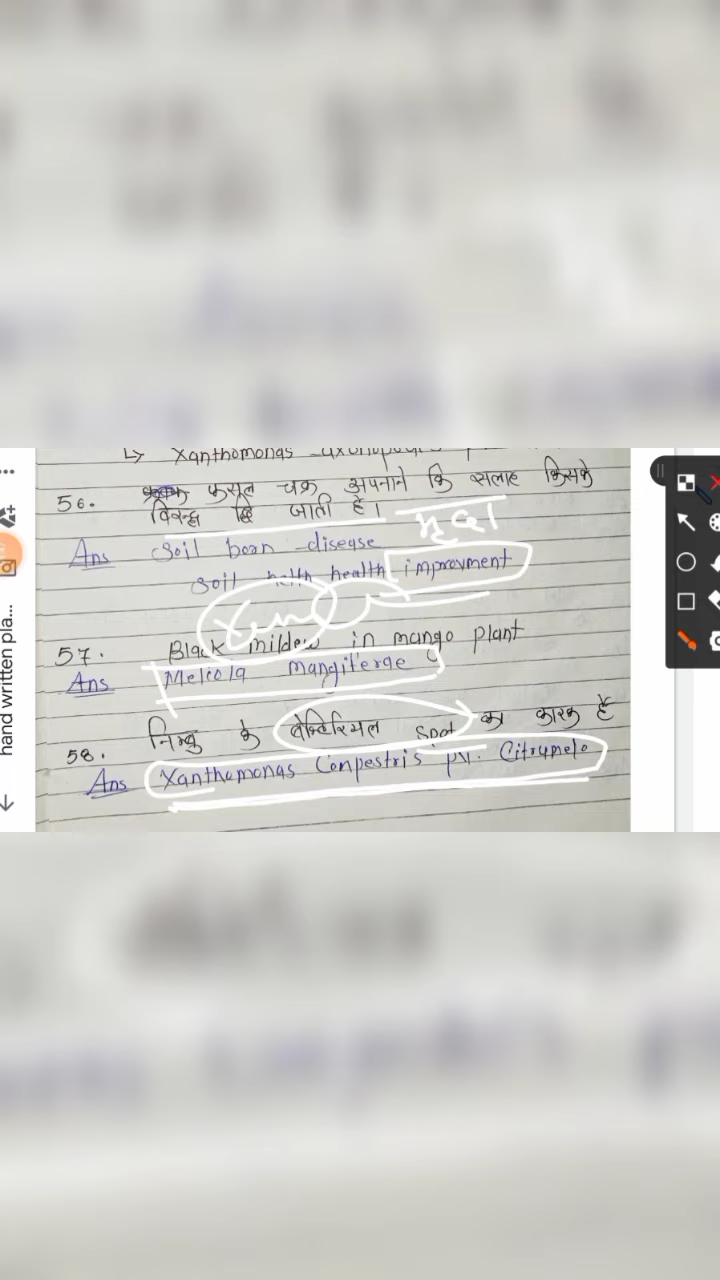 ↳ Xanthomonas
56. फसल चक्र अपनाने कि सलाह किसके
विरुद्ध दि जाती है।
मृदा
Ans soil born disease
soil health improvment
57. Black mildew in mango plant
Ans Meliola mangiferae
58. निम्बु के बेक्टिरियल spot का कारक हैं
Ans Xanthomonas Compestris pv. Citrumelo
hand written pla...